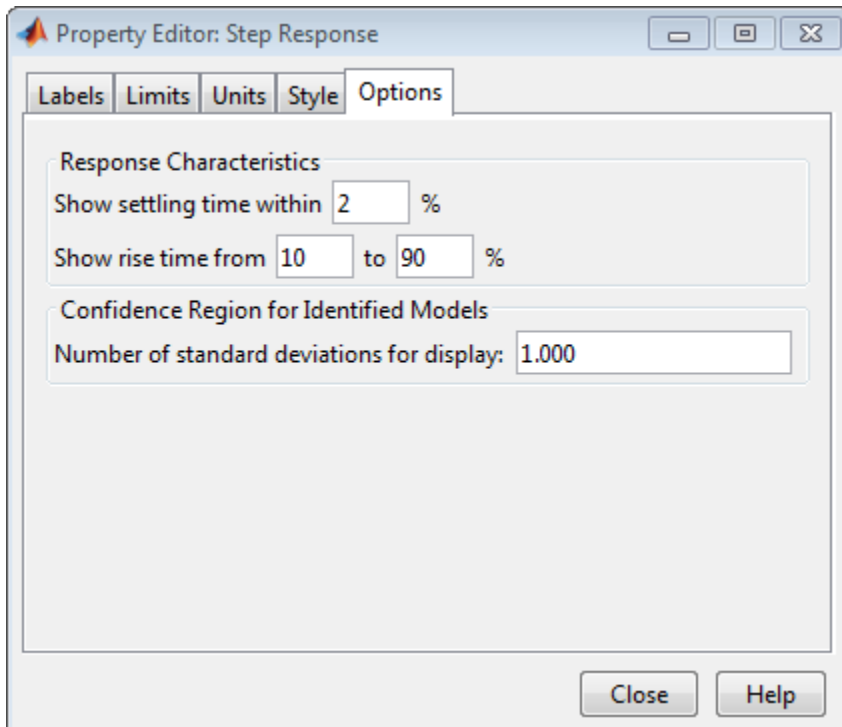 Property Editor: Step Response
Labels Limits Units Style Options
Response Characteristics
Show settling time within 2 %
Show rise time from 10 to 90 %
Confidence Region for Identified Models
Number of standard deviations for display: 1.000
Close Help